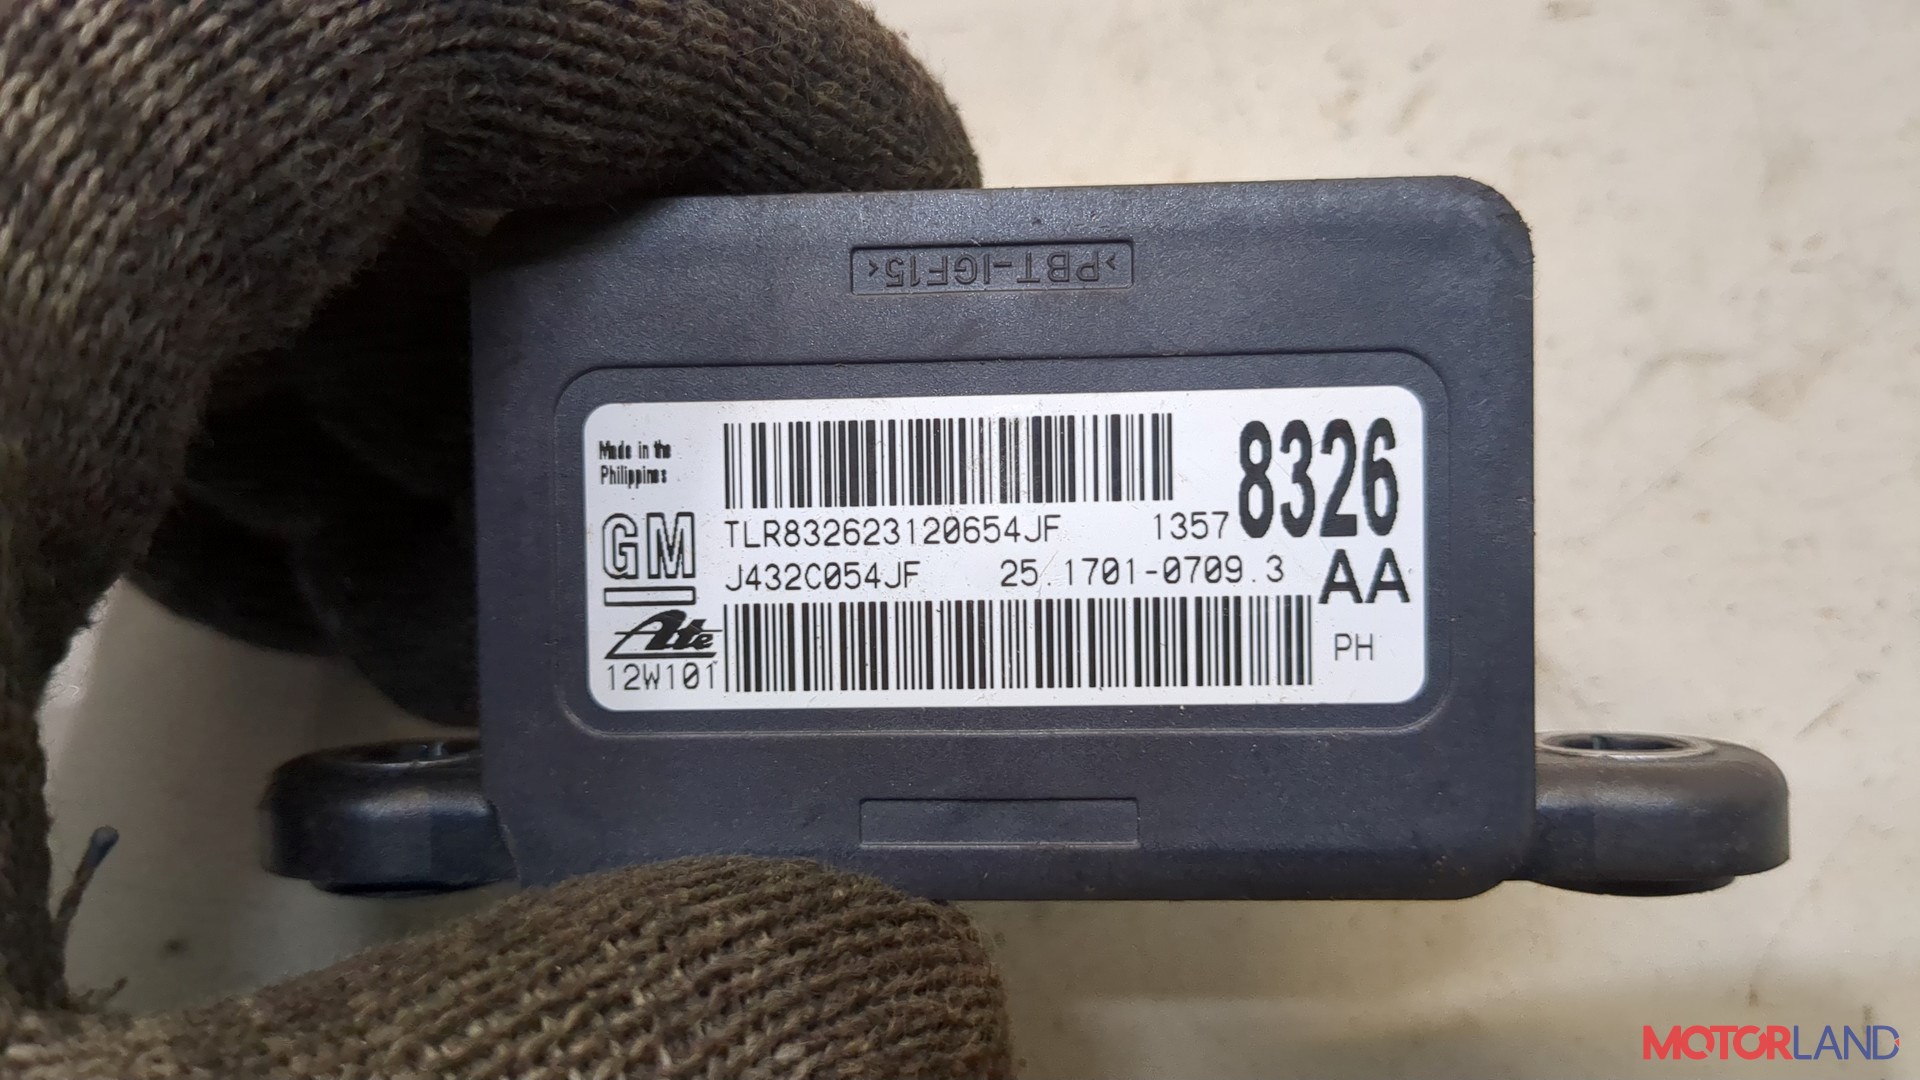 >PBT-IGF15<
Made in the
Philippines
8326
GM
TLR832623120654JF 1357
J432C054JF 25.1701-0709.3 AA
Ate
12W101
PH
MOTORLAND